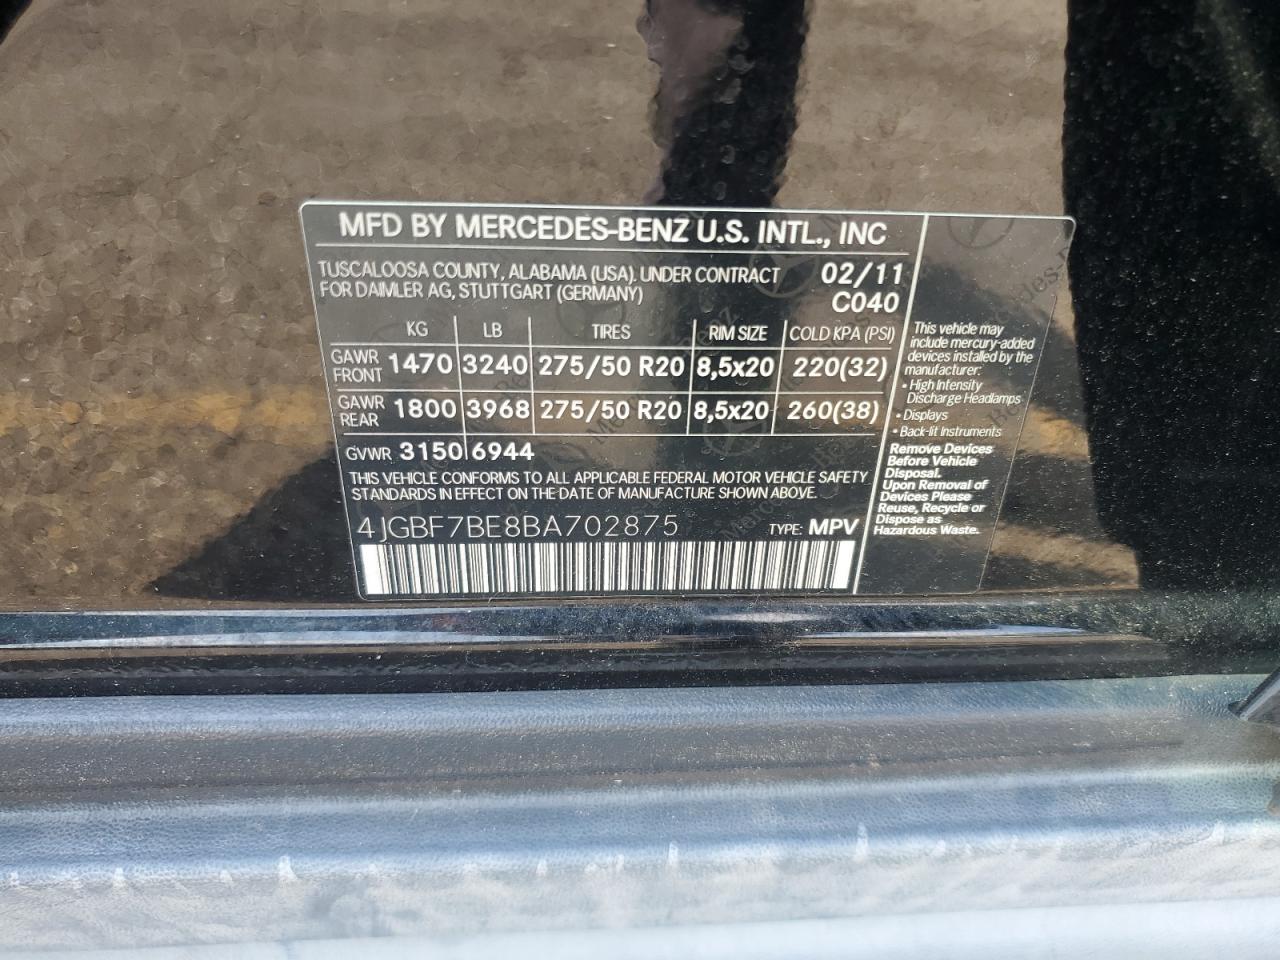 MFD BY MERCEDES-BENZ U.S. INTL., INC
TUSCALOOSA COUNTY, ALABAMA (USA). UNDER CONTRACT 02/11
FOR DAIMLER AG, STUTTGART (GERMANY) C040
KG LB TIRES RIM SIZE COLD KPA (PSI)
GAWR FRONT 1470 3240 275/50 R20 8,5x20 220(32)
GAWR REAR 1800 3968 275/50 R20 8,5x20 260(38)
GVWR 3150 6944
THIS VEHICLE CONFORMS TO ALL APPLICABLE FEDERAL MOTOR VEHICLE SAFETY
STANDARDS IN EFFECT ON THE DATE OF MANUFACTURE SHOWN ABOVE.
4JGBF7BE8BA702875 TYPE: MPV
This vehicle may
include mercury-added
devices installed by the
manufacturer:
• High Intensity
Discharge Headlamps
• Displays
• Back-lit Instruments
Remove Devices
Before Vehicle
Disposal.
Upon Removal of
Devices Please
Reuse, Recycle or
Dispose as
Hazardous Waste.